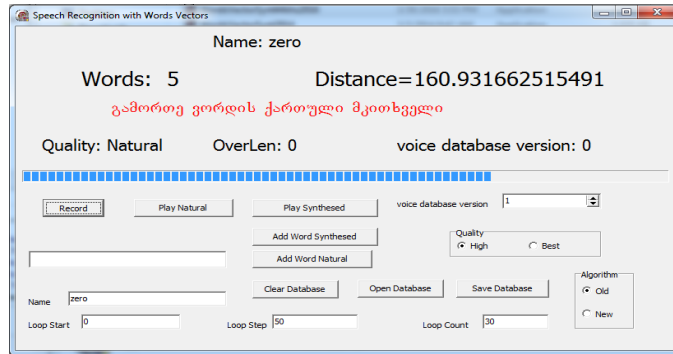 Speech Recognition with Words Vectors
Name: zero
Words: 5 Distance=160.931662515491
გამორთე ვორდის ქართული მკითხველი
Quality: Natural OverLen: 0 voice database version: 0
Record Play Natural Play Synthesed voice database version 1
Add Word Synthesed Quality
High Best
Add Word Natural
Clear Database Open Database Save Database Algorithm
Old
Name zero
New
Loop Start 0 Loop Step 50 Loop Count 30